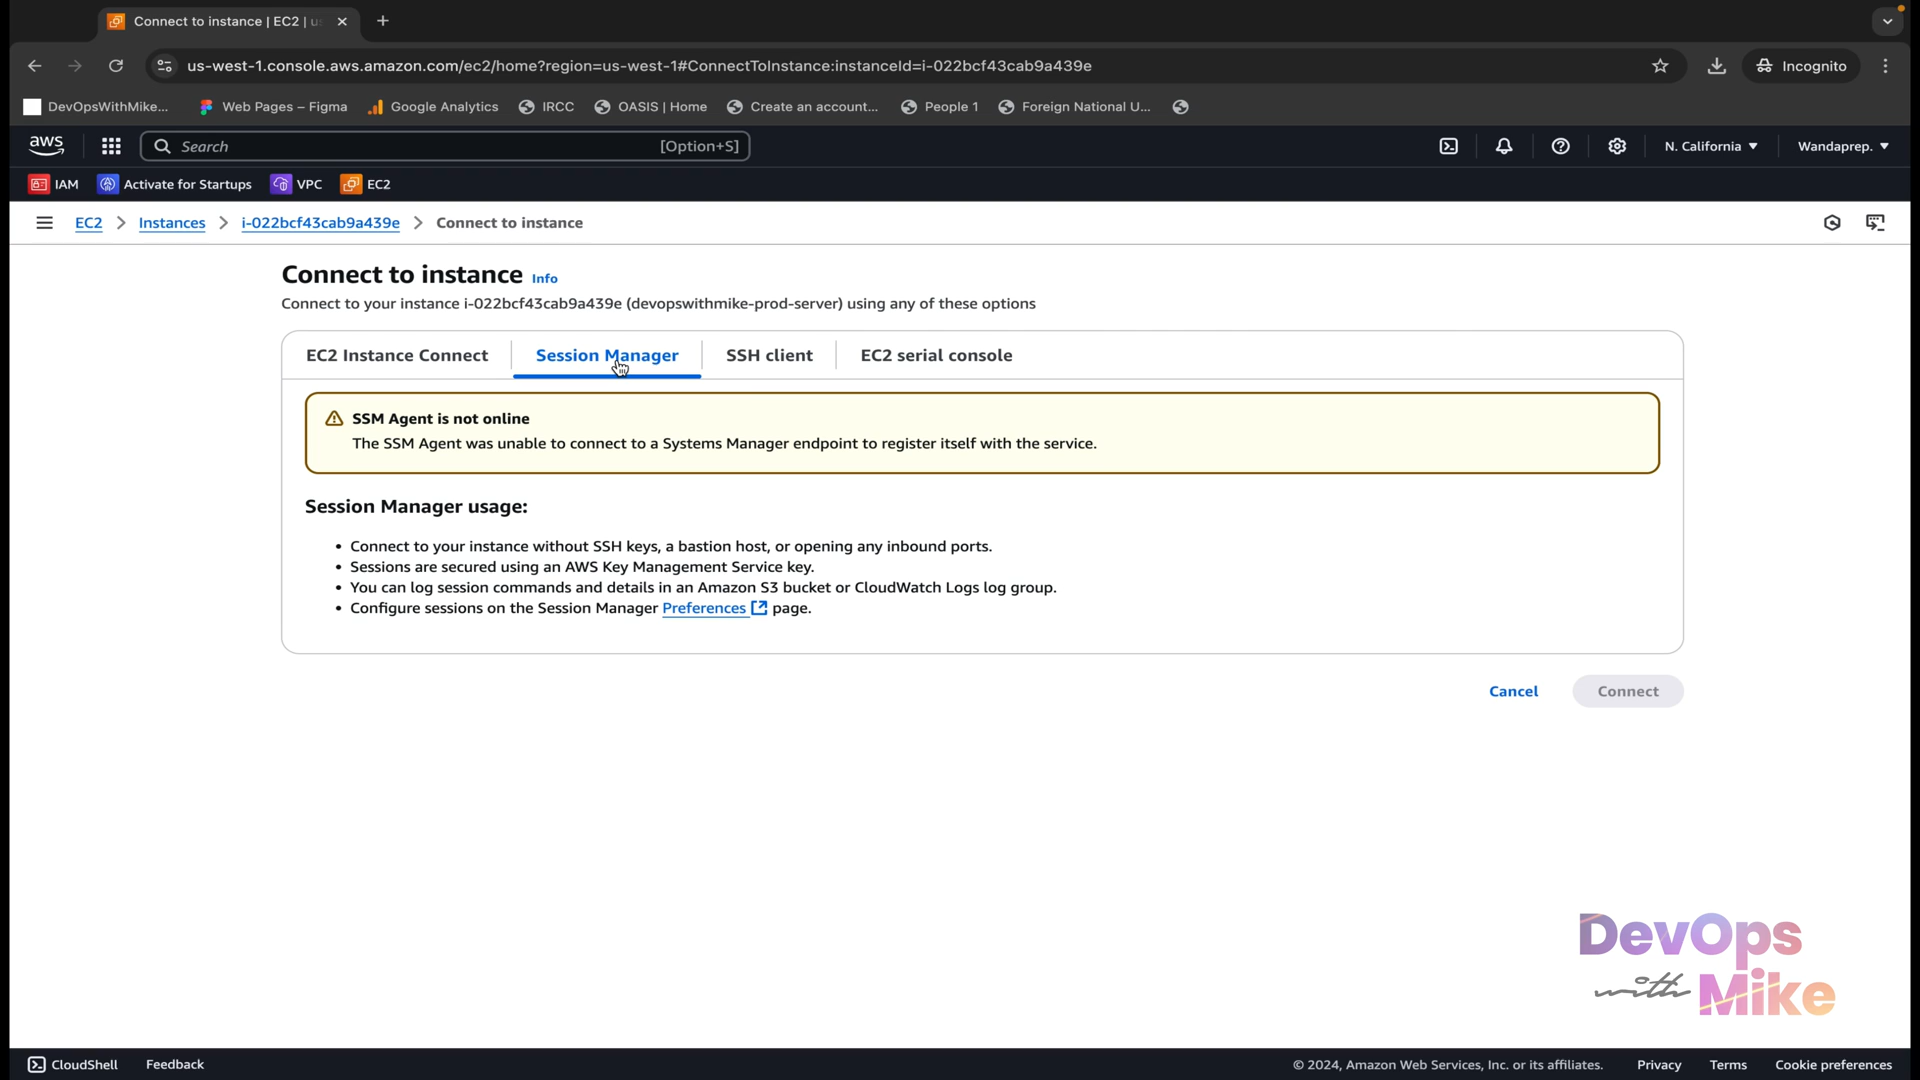 Connect to instance | EC2 | us
us-west-1.console.aws.amazon.com/ec2/home?region=us-west-1#ConnectToInstance:instanceId=i-022bcf43cab9a439e
Incognito
DevOpsWithMike...
Web Pages – Figma
Google Analytics
IRCC
OASIS | Home
Create an account...
People 1
Foreign National U...
aws
Search
[Option+S]
N. California
Wandaprep.
IAM
Activate for Startups
VPC
EC2
EC2
Instances
i-022bcf43cab9a439e
Connect to instance
Connect to instance Info
Connect to your instance i-022bcf43cab9a439e (devopswithmike-prod-server) using any of these options
EC2 Instance Connect
Session Manager
SSH client
EC2 serial console
SSM Agent is not online
The SSM Agent was unable to connect to a Systems Manager endpoint to register itself with the service.
Session Manager usage:
• Connect to your instance without SSH keys, a bastion host, or opening any inbound ports.
• Sessions are secured using an AWS Key Management Service key.
• You can log session commands and details in an Amazon S3 bucket or CloudWatch Logs log group.
• Configure sessions on the Session Manager Preferences page.
Cancel
Connect
DevOps
with Mike
CloudShell
Feedback
© 2024, Amazon Web Services, Inc. or its affiliates.
Privacy
Terms
Cookie preferences